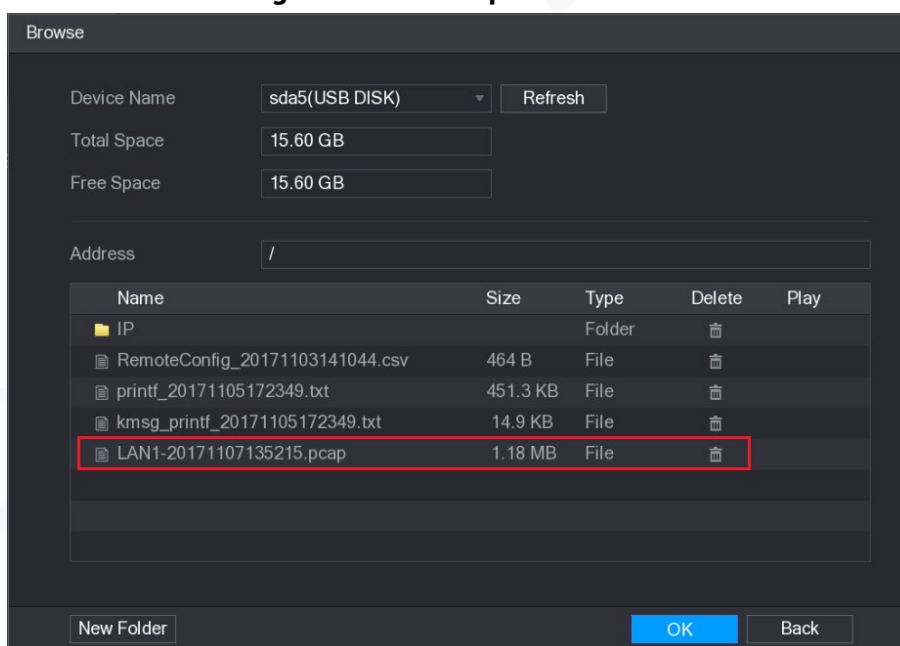 Browse
Device Name sda5(USB DISK) Refresh
Total Space 15.60 GB
Free Space 15.60 GB
Address /
Name Size Type Delete Play
IP Folder
RemoteConfig_20171103141044.csv 464 B File
printf_20171105172349.txt 451.3 KB File
kmsg_printf_20171105172349.txt 14.9 KB File
LAN1-20171107135215.pcap 1.18 MB File
New Folder OK Back